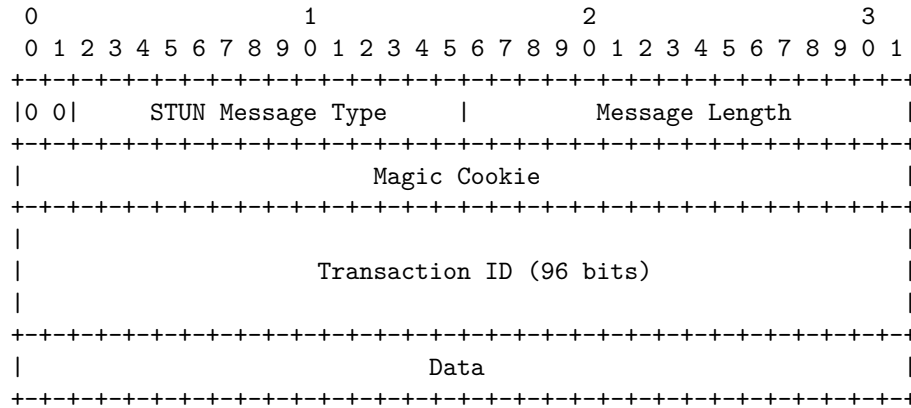 0                   1                   2                   3
0 1 2 3 4 5 6 7 8 9 0 1 2 3 4 5 6 7 8 9 0 1 2 3 4 5 6 7 8 9 0 1
+-+-+-+-+-+-+-+-+-+-+-+-+-+-+-+-+-+-+-+-+-+-+-+-+-+-+-+-+-+-+-+-+
|0 0|     STUN Message Type     |         Message Length        |
+-+-+-+-+-+-+-+-+-+-+-+-+-+-+-+-+-+-+-+-+-+-+-+-+-+-+-+-+-+-+-+-+
|                         Magic Cookie                          |
+-+-+-+-+-+-+-+-+-+-+-+-+-+-+-+-+-+-+-+-+-+-+-+-+-+-+-+-+-+-+-+-+
|                                                               |
|                     Transaction ID (96 bits)                  |
|                                                               |
+-+-+-+-+-+-+-+-+-+-+-+-+-+-+-+-+-+-+-+-+-+-+-+-+-+-+-+-+-+-+-+-+
|                             Data                              |
+-+-+-+-+-+-+-+-+-+-+-+-+-+-+-+-+-+-+-+-+-+-+-+-+-+-+-+-+-+-+-+-+